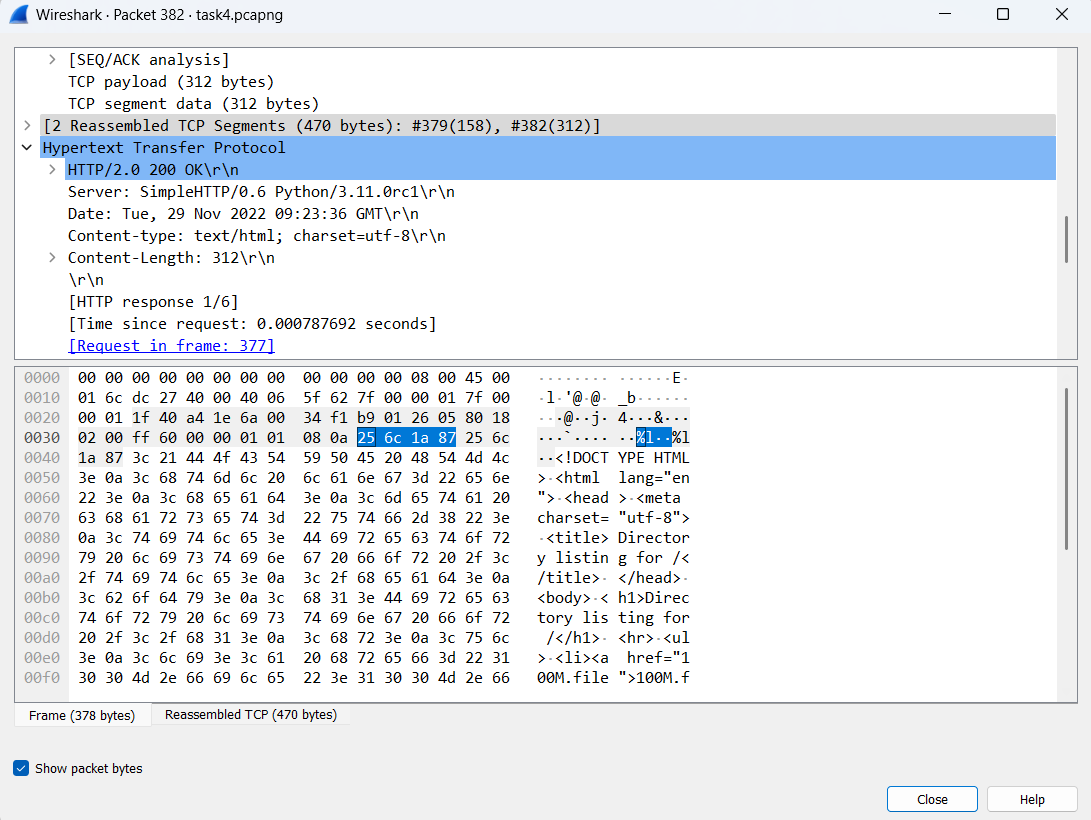 Wireshark · Packet 382 · task4.pcapng
[SEQ/ACK analysis]
TCP payload (312 bytes)
TCP segment data (312 bytes)
[2 Reassembled TCP Segments (470 bytes): #379(158), #382(312)]
Hypertext Transfer Protocol
HTTP/2.0 200 OK\r\n
Server: SimpleHTTP/0.6 Python/3.11.0rc1\r\n
Date: Tue, 29 Nov 2022 09:23:36 GMT\r\n
Content-type: text/html; charset=utf-8\r\n
Content-Length: 312\r\n
\r\n
[HTTP response 1/6]
[Time since request: 0.000787692 seconds]
[Request in frame: 377]
0000 00 00 00 00 00 00 00 00 00 00 00 00 08 00 45 00 ········ ······E·
0010 01 6c dc 27 40 00 40 06 5f 62 7f 00 00 01 7f 00 ·l·'@·@· _b······
0020 00 01 1f 40 a4 1e 6a 00 34 f1 b9 01 26 05 80 18 ···@··j· 4···&···
0030 02 00 ff 60 00 00 01 01 08 0a 25 6c 1a 87 25 6c ···`···· ··%l··%l
0040 1a 87 3c 21 44 4f 43 54 59 50 45 20 48 54 4d 4c ··<!DOCT YPE HTML
0050 3e 0a 3c 68 74 6d 6c 20 6c 61 6e 67 3d 22 65 6e >·<html lang="en
0060 22 3e 0a 3c 68 65 61 64 3e 0a 3c 6d 65 74 61 20 ">·<head >·<meta
0070 63 68 61 72 73 65 74 3d 22 75 74 66 2d 38 22 3e charset= "utf-8">
0080 0a 3c 74 69 74 6c 65 3e 44 69 72 65 63 74 6f 72 ·<title> Director
0090 79 20 6c 69 73 74 69 6e 67 20 66 6f 72 20 2f 3c y listin g for /<
00a0 2f 74 69 74 6c 65 3e 0a 3c 2f 68 65 61 64 3e 0a /title>· </head>·
00b0 3c 62 6f 64 79 3e 0a 3c 68 31 3e 44 69 72 65 63 <body>·< h1>Direc
00c0 74 6f 72 79 20 6c 69 73 74 69 6e 67 20 66 6f 72 tory lis ting for
00d0 20 2f 3c 2f 68 31 3e 0a 3c 68 72 3e 0a 3c 75 6c /</h1>· <hr>·<ul
00e0 3e 0a 3c 6c 69 3e 3c 61 20 68 72 65 66 3d 22 31 >·<li><a href="1
00f0 30 30 4d 2e 66 69 6c 65 22 3e 31 30 30 4d 2e 66 00M.file ">100M.f
Frame (378 bytes) Reassembled TCP (470 bytes)
Show packet bytes
Close Help